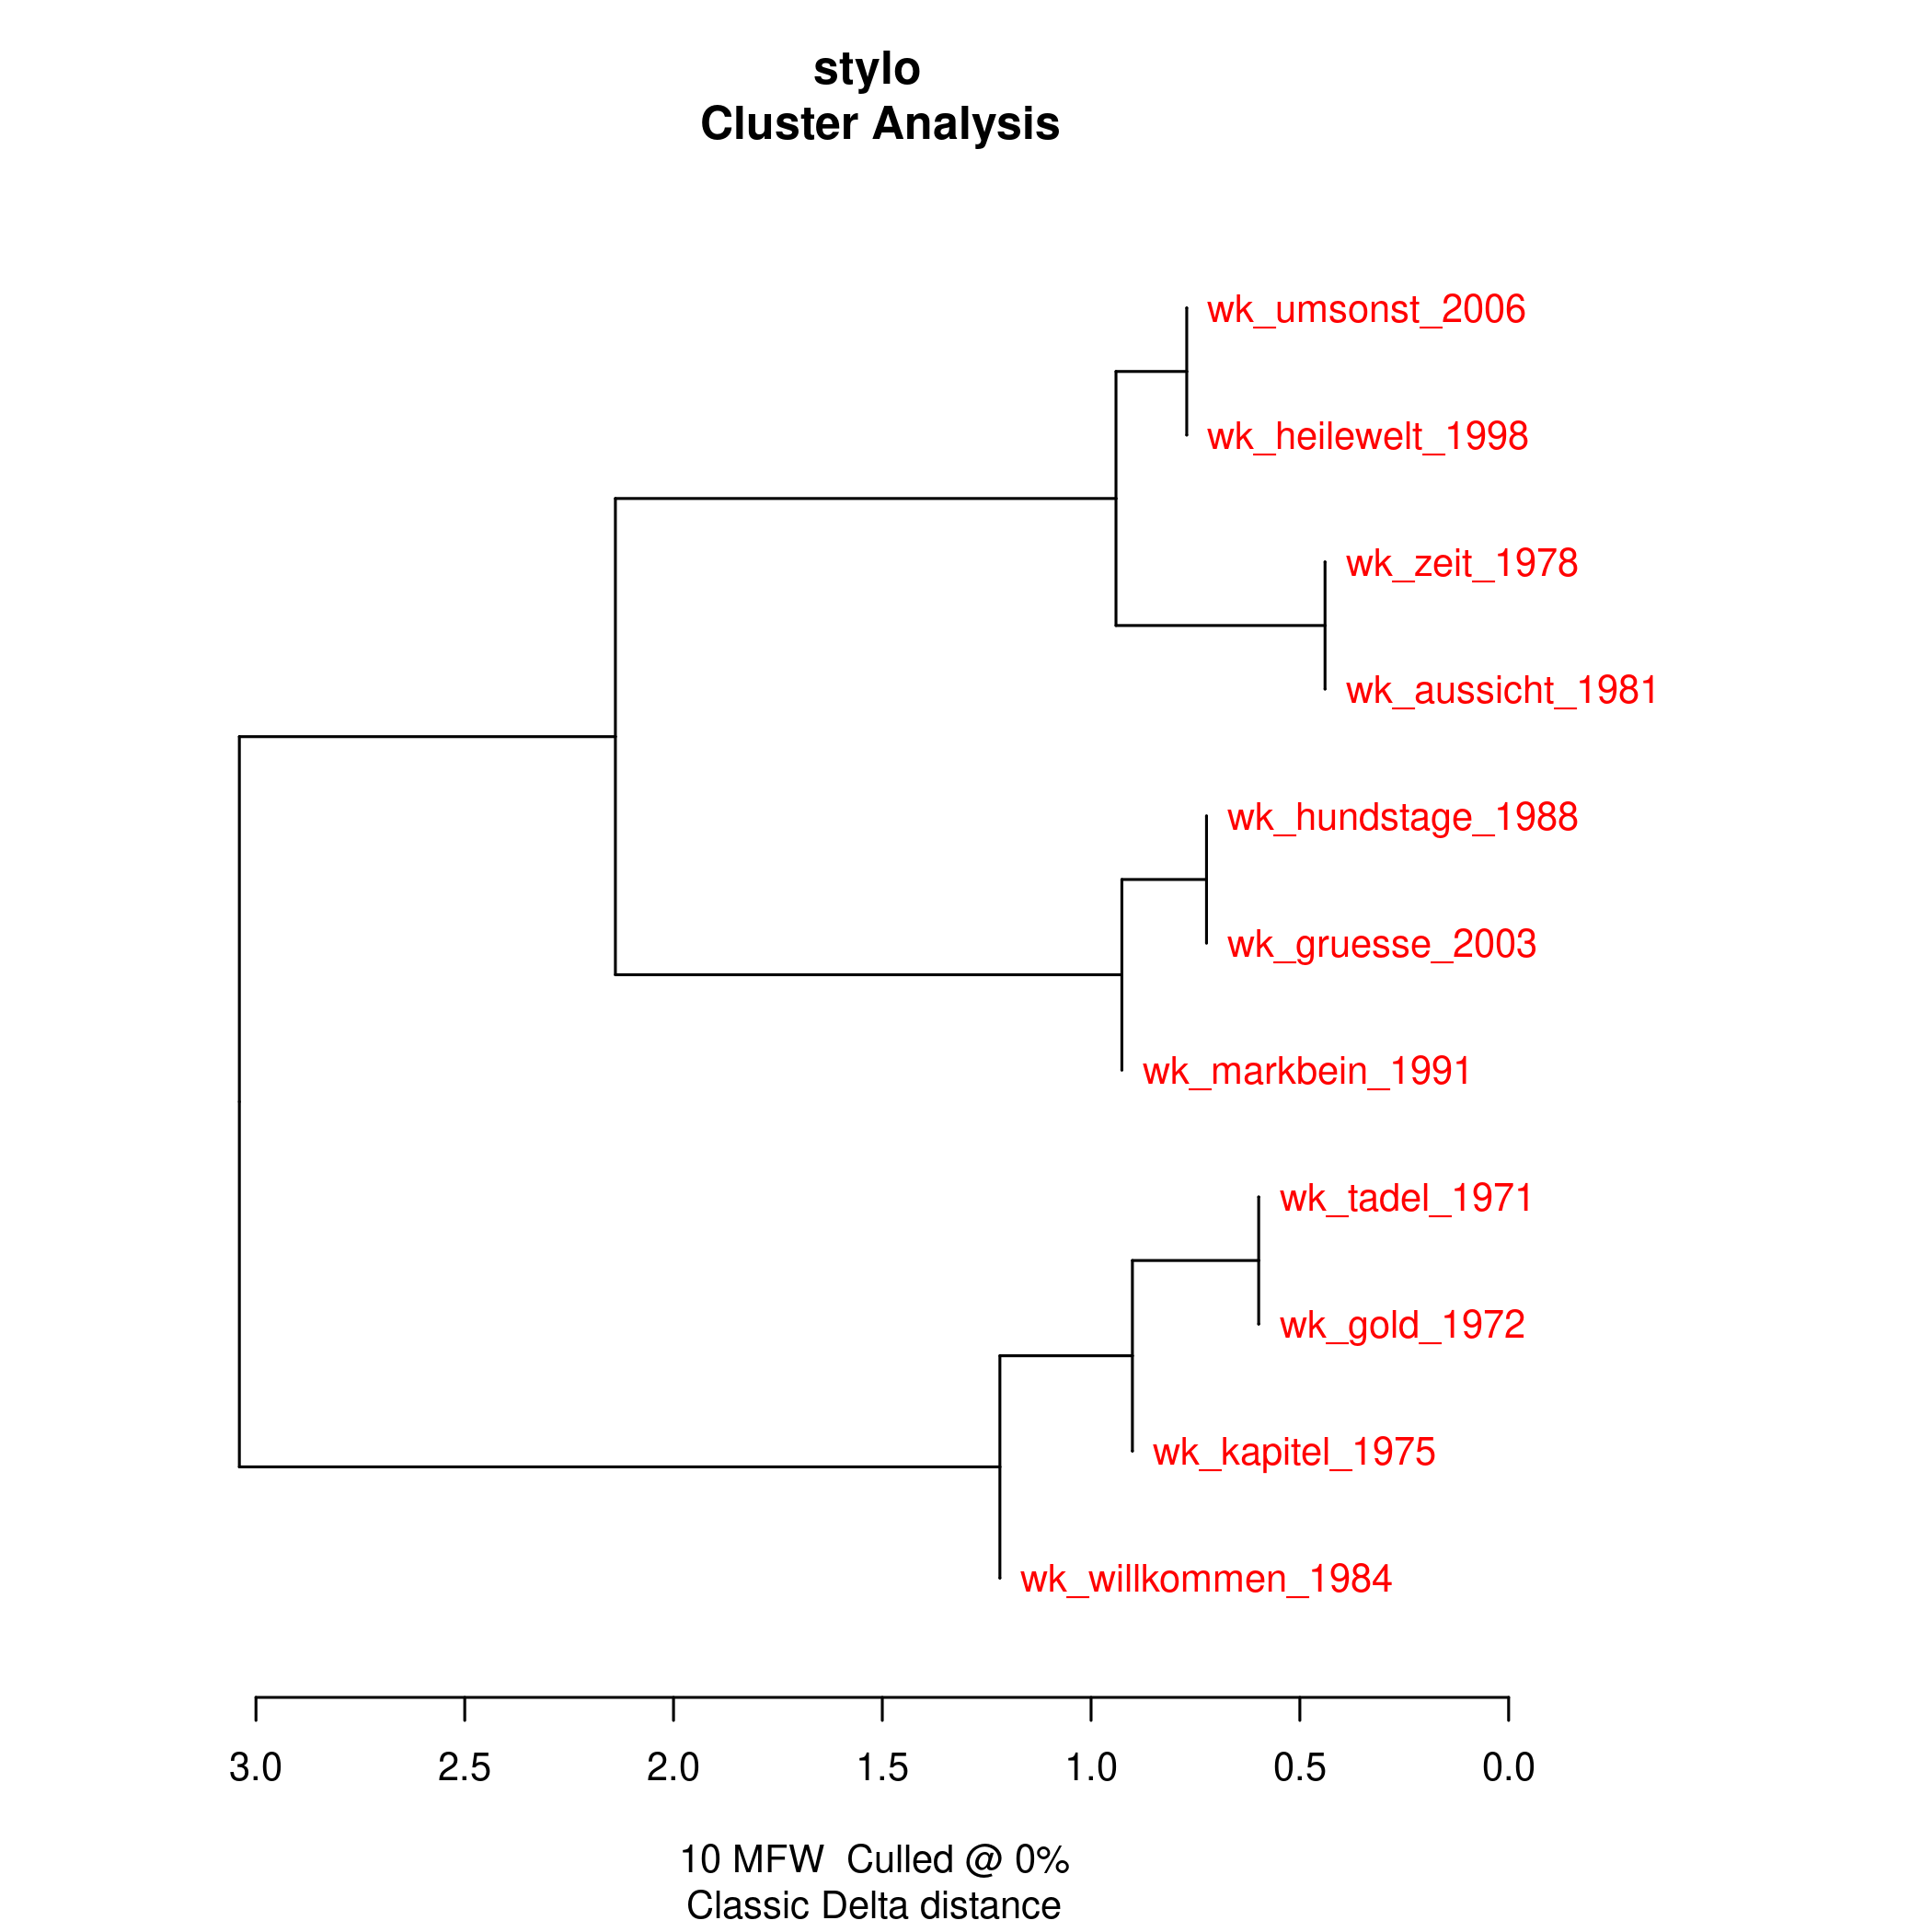 stylo
Cluster Analysis
wk_umsonst_2006
wk_heilewelt_1998
wk_zeit_1978
wk_aussicht_1981
wk_hundstage_1988
wk_gruesse_2003
wk_markbein_1991
wk_tadel_1971
wk_gold_1972
wk_kapitel_1975
wk_willkommen_1984
3.0 2.5 2.0 1.5 1.0 0.5 0.0
10 MFW  Culled @ 0%
Classic Delta distance